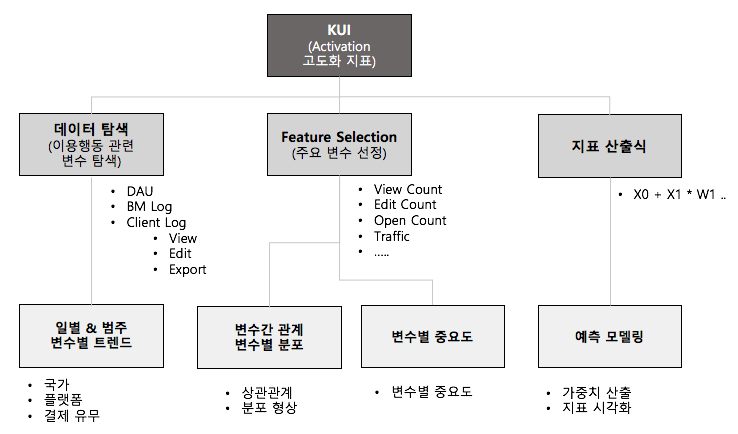 KUI
(Activation
고도화 지표)
데이터 탐색
(이용행동 관련
변수 탐색)
• DAU
• BM Log
• Client Log
• View
• Edit
• Export
Feature Selection
(주요 변수 선정)
• View Count
• Edit Count
• Open Count
• Traffic
• .....
지표 산출식
• X0 + X1 * W1 ..
일별 & 범주
변수별 트렌드
• 국가
• 플랫폼
• 결제 유무
변수간 관계
변수별 분포
• 상관관계
• 분포 형상
변수별 중요도
• 변수별 중요도
예측 모델링
• 가중치 산출
• 지표 시각화